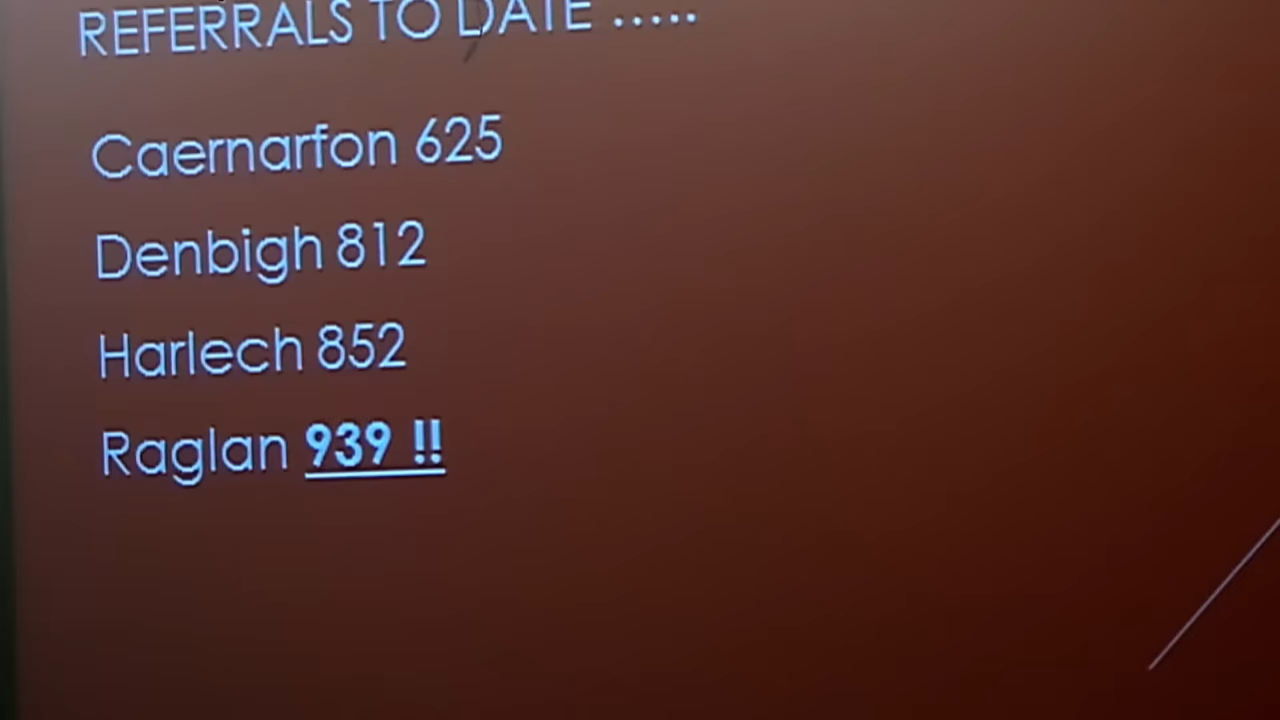 REFERRALS TO DATE …..
Caernarfon 625
Denbigh 812
Harlech 852
Raglan 939 !!